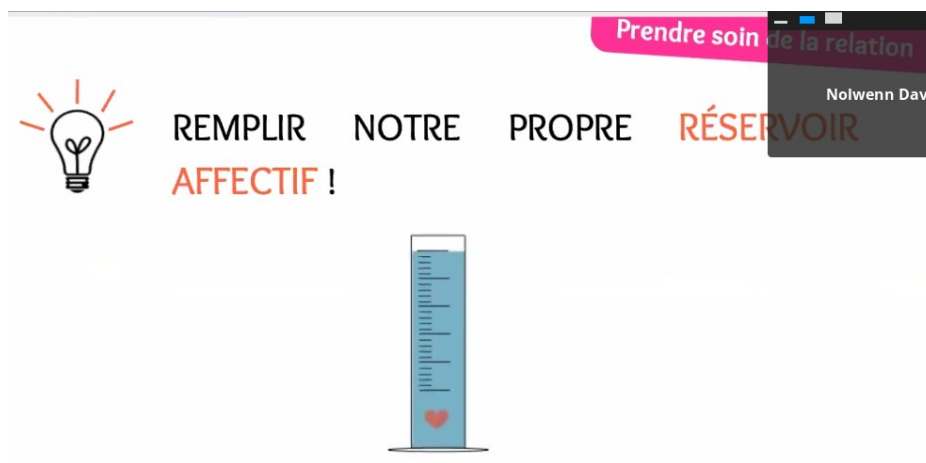 Prendre soin de la relation
Nolwenn Dav
REMPLIR NOTRE PROPRE RÉSERVOIR
AFFECTIF !